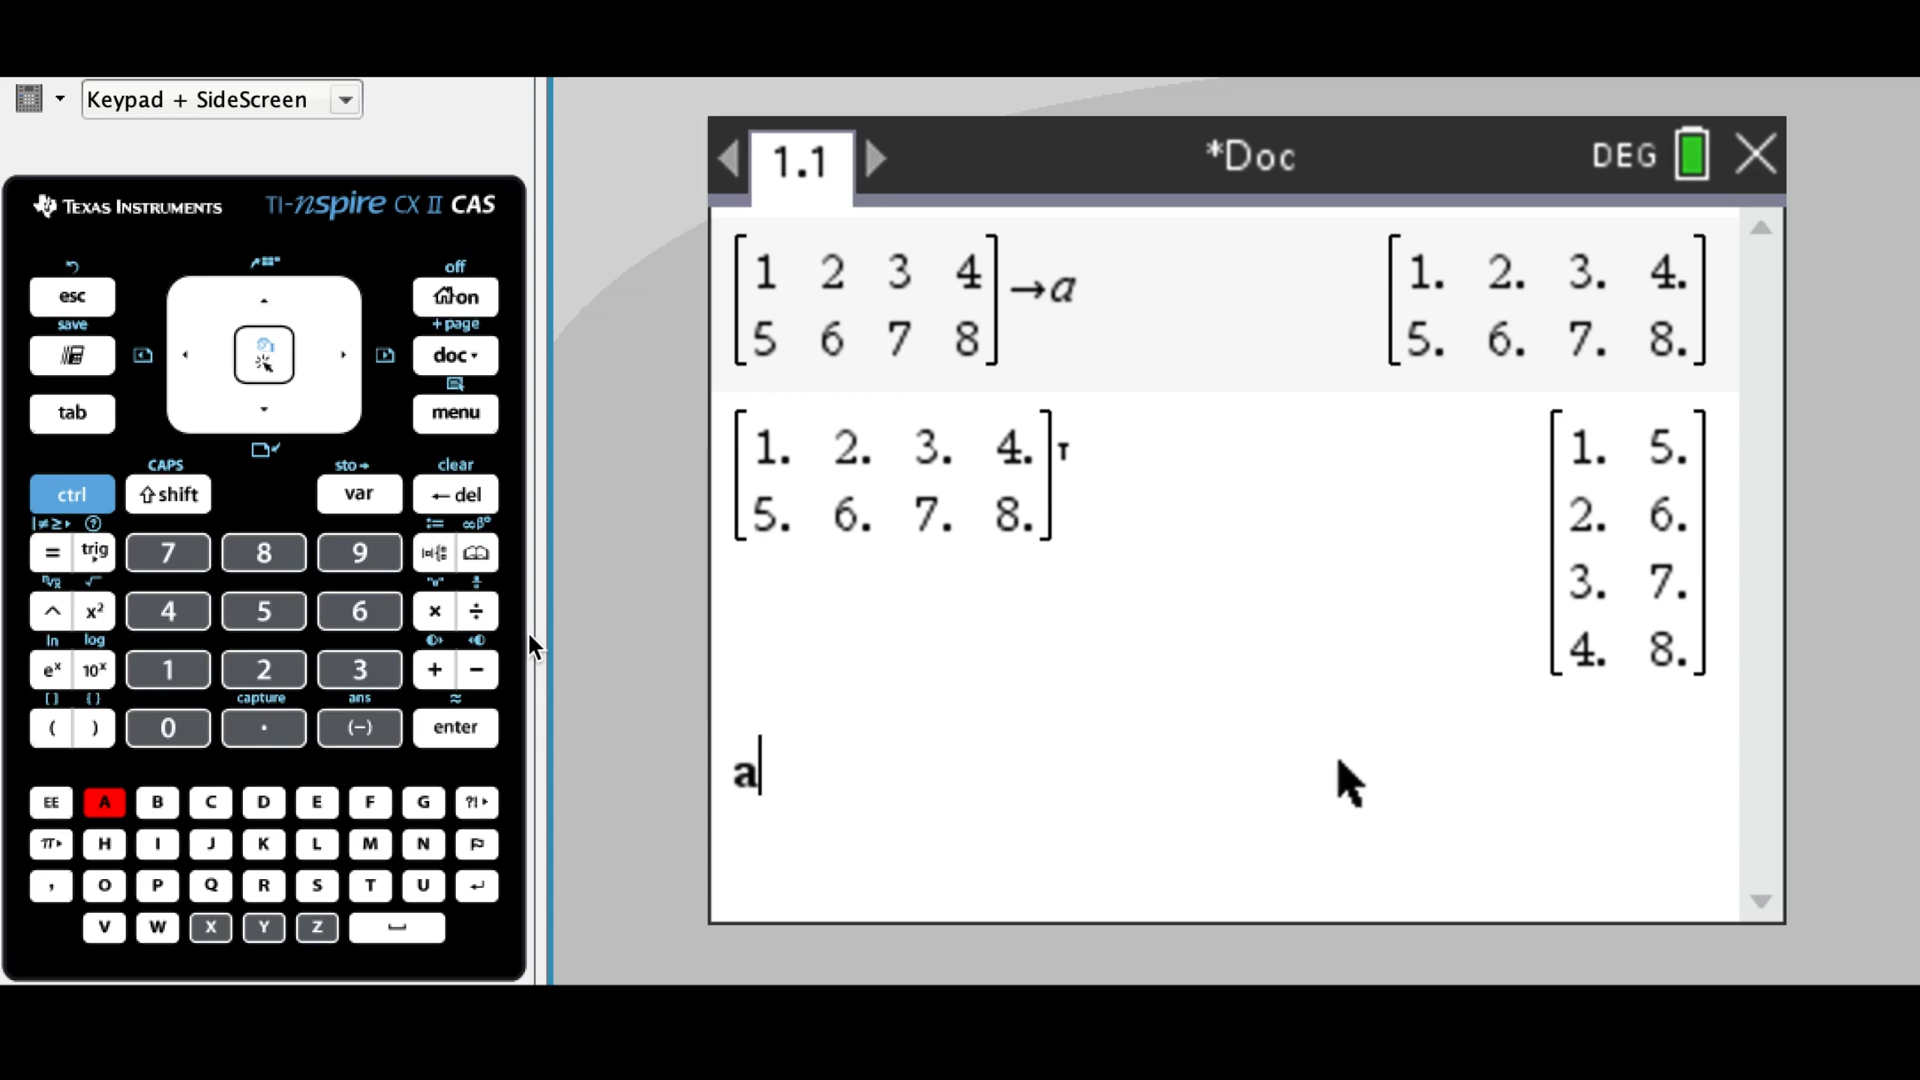 Keypad + SideScreen
TEXAS INSTRUMENTS TI-nspire CX II CAS
off
esc
on
save
+ page
doc
tab
menu
CAPS
sto→
clear
ctrl
⇧shift
var
← del
|≠≥▸ ?
:= ∞β°
=
trig
7
8
9
^
x²
4
5
6
×
÷
ln
log
eˣ
10ˣ
1
2
3
+
−
[ ]
{ }
capture
ans
≈
(
)
0
.
(−)
enter
EE A B C D E F G ?!▸
π▸ H I J K L M N
, O P Q R S T U ↵
V W X Y Z
1.1 *Doc DEG
[1 2 3 4 →a [1. 2. 3. 4.]
5 6 7 8] [5. 6. 7. 8.]
[1. 2. 3. 4.]ᵀ [1. 5.]
[5. 6. 7. 8.] [2. 6.]
[3. 7.]
[4. 8.]
a